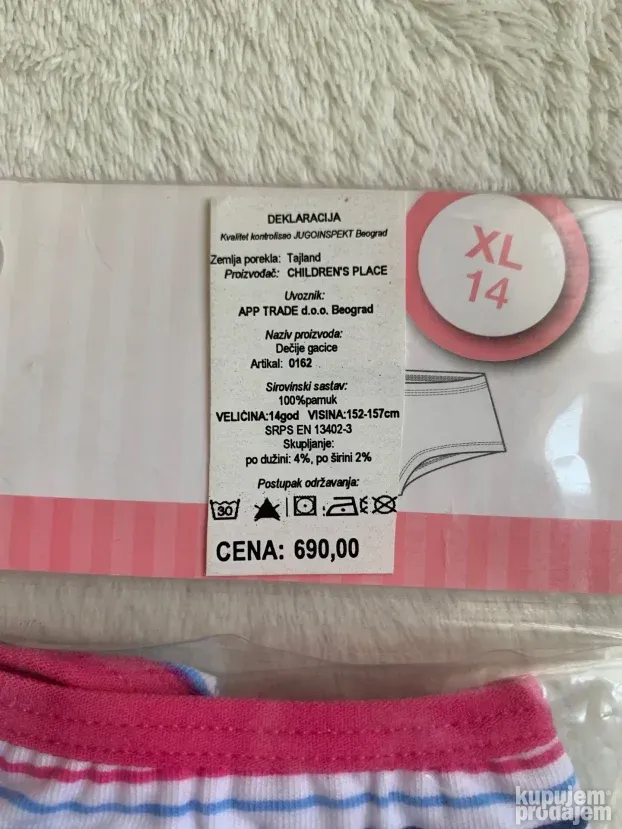 DEKLARACIJA
Kvalitet kontrolisao JUGOINSPEKT Beograd
Zemlja porekla: Tajland
Proizvođač: CHILDREN'S PLACE
Uvoznik:
APP TRADE d.o.o. Beograd
Naziv proizvoda:
Dečije gacice
Artikal: 0162
Sirovinski sastav:
100%pamuk
VELIČINA:14god VISINA:152-157cm
SRPS EN 13402-3
Skupljanje:
po dužini: 4%, po širini 2%
Postupak održavanja:
30
CENA: 690,00
XL
14
kupujem
prodajem